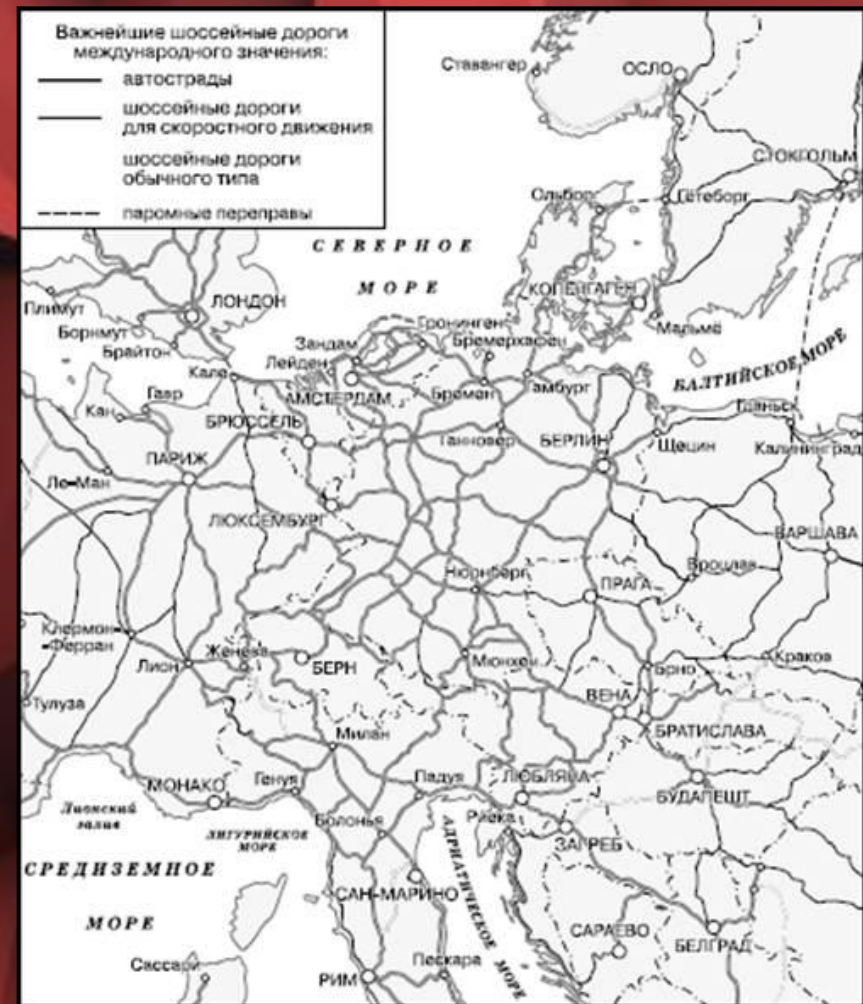 Важнейшие шоссейные дороги
международного значения:
автострады
шоссейные дороги
для скоростного движения
шоссейные дороги
обычного типа
паромные переправы
Ставангер
ОСЛО
СТОКГОЛЬМ
Ольборг
Гётеборг
СЕВЕРНОЕ
МОРЕ
КОПЕНГАГЕН
Мальмё
ЛОНДОН
Плимут
Борнмут
Брайтон
Гронинген
Бремерхафен
Зандам
Лейден
БАЛТИЙСКОЕ МОРЕ
Кале
АМСТЕРДАМ
Бремен
Гамбург
Гавр
Кан
Гданьск
БРЮССЕЛЬ
Ганновер
БЕРЛИН
Щецин
Калининград
ПАРИЖ
Ле-Ман
ЛЮКСЕМБУРГ
ВАРШАВА
Нюрнберг
Вроцлав
ПРАГА
Клермон
-Ферран
Женева
Лион
БЕРН
Мюнхен
Брно
Краков
Тулуза
ВЕНА
БРАТИСЛАВА
Милан
МОНАКО
Генуя
Падуя
ЛЮБЛЯНА
БУДАПЕШТ
Лионский
залив
Болонья
Риека
ЗАГРЕБ
ЛИГУРИЙСКОЕ
МОРЕ
СРЕДИЗЕМНОЕ
МОРЕ
АДРИАТИЧЕСКОЕ МОРЕ
САН-МАРИНО
САРАЕВО
БЕЛГРАД
Сассари
РИМ
Пескара